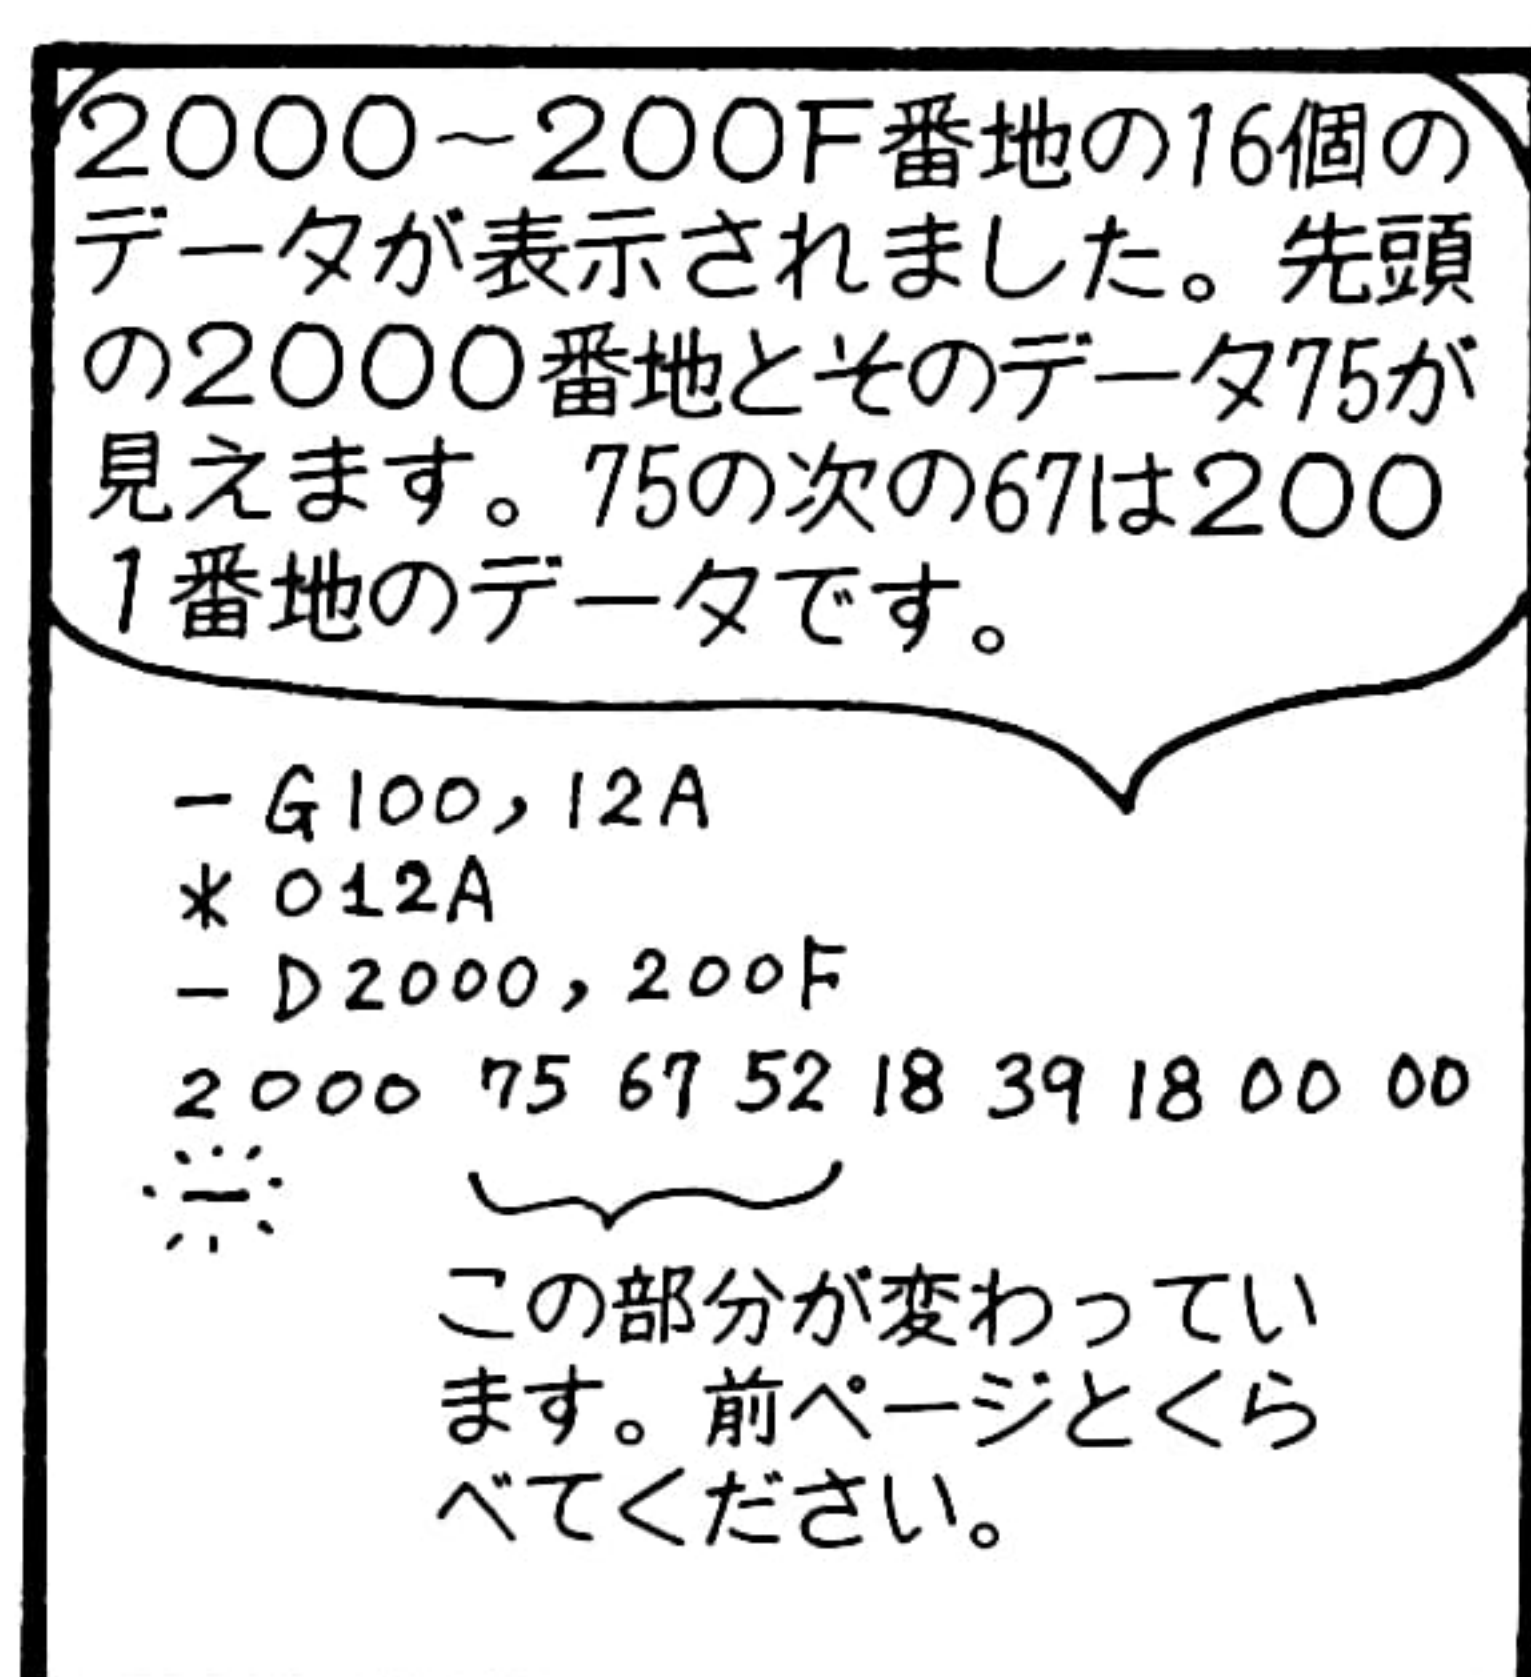 2000～200F番地の16個の
データが表示されました。先頭
の2000番地とそのデータ75が
見えます。75の次の67は200
1番地のデータです。
- G100, 12A
* 012A
- D2000, 200F
2000 75 67 52 18 39 18 00 00
-
この部分が変わってい
ます。前ページとくら
べてください。